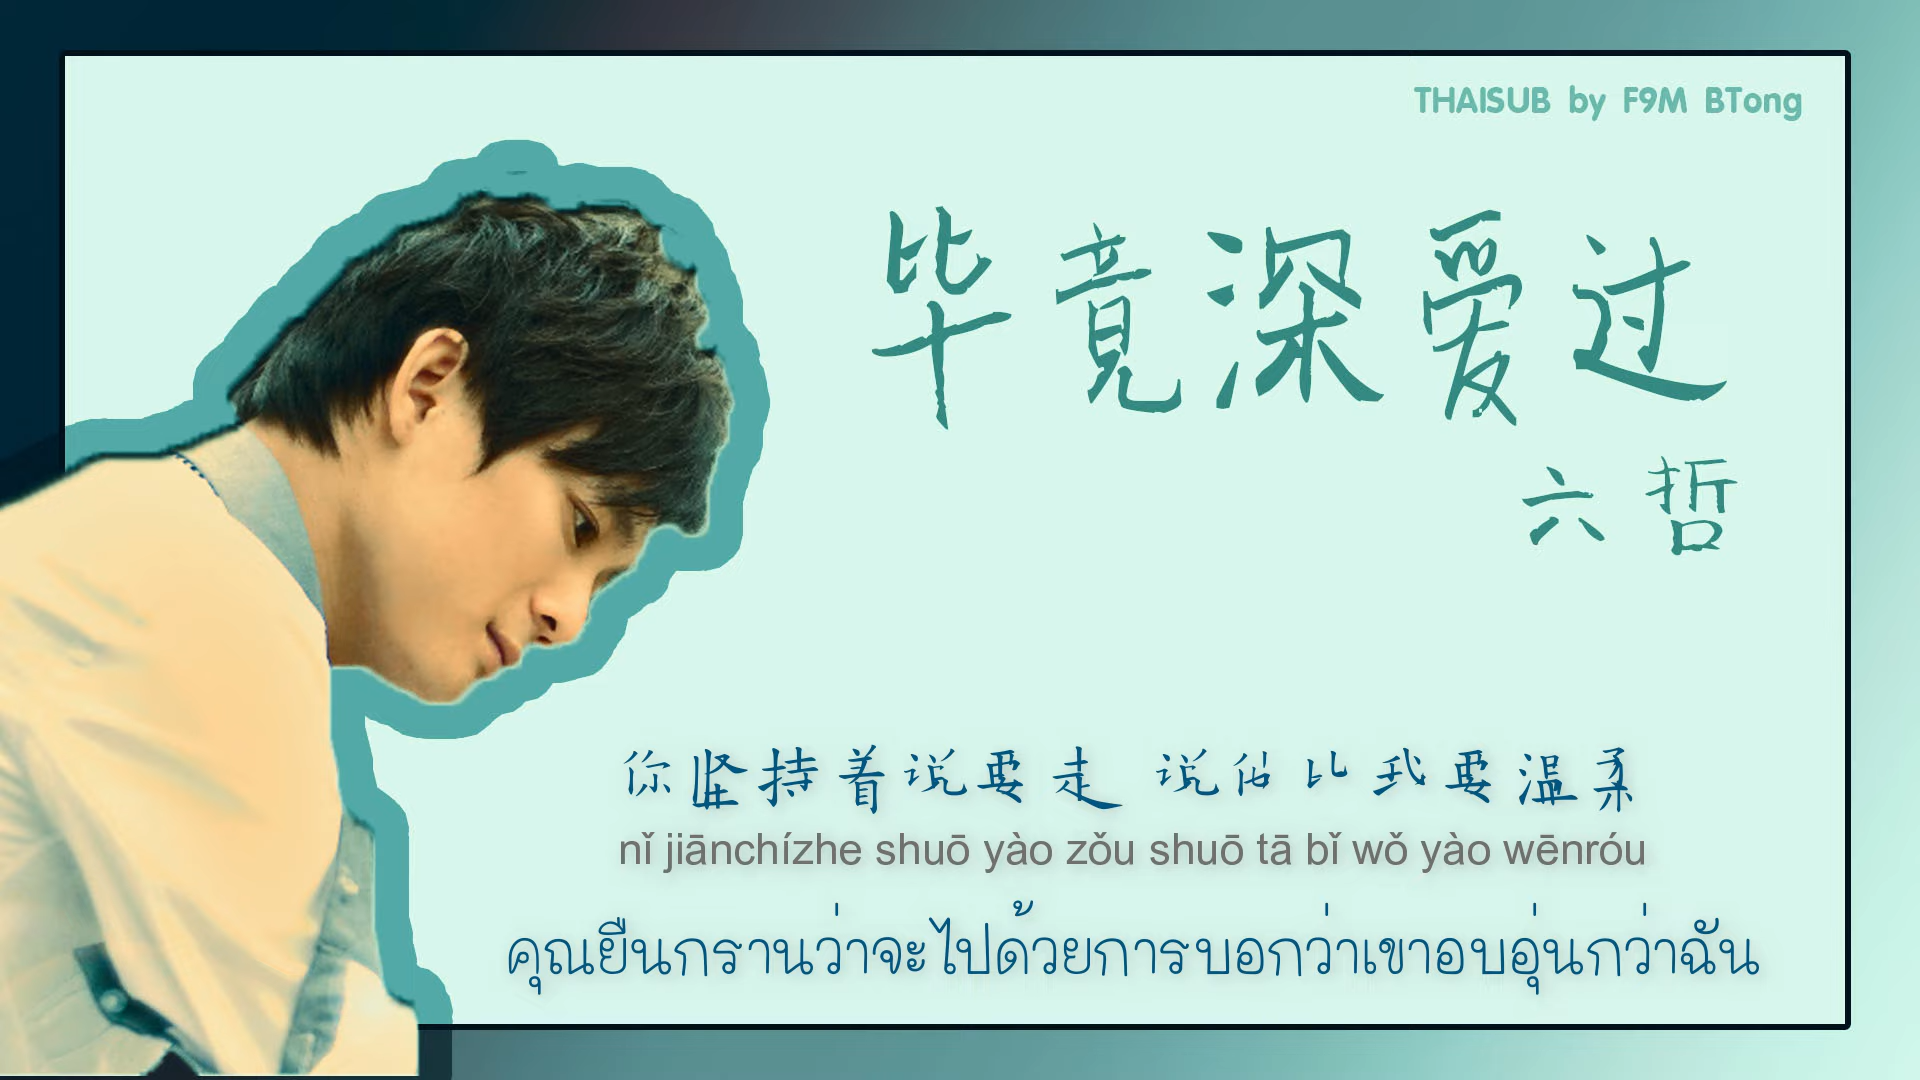 THAISUB by F9M BTong
毕竟深爱过
六哲
你坚持着说要走 说他比我要温柔
nǐ jiānchízhe shuō yào zǒu shuō tā bǐ wǒ yào wēnróu
คุณยืนกรานว่าจะไปด้วยการบอกว่าเขาอบอุ่นกว่าฉัน